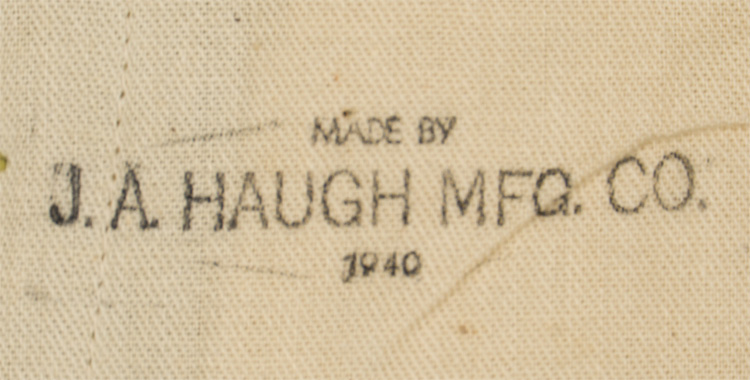 MADE BY
J. A. HAUGH MFG. CO.
1940